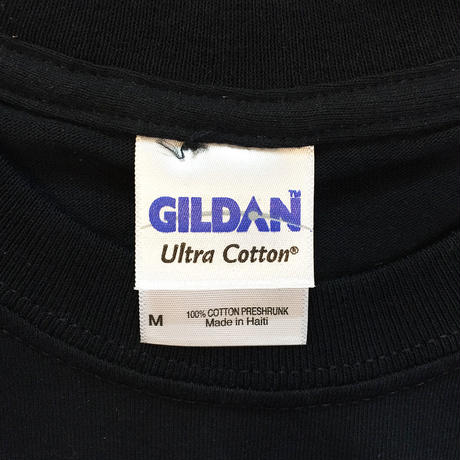 GILDAN™
Ultra Cotton®
M
100% COTTON PRESHRUNK
Made in Haiti